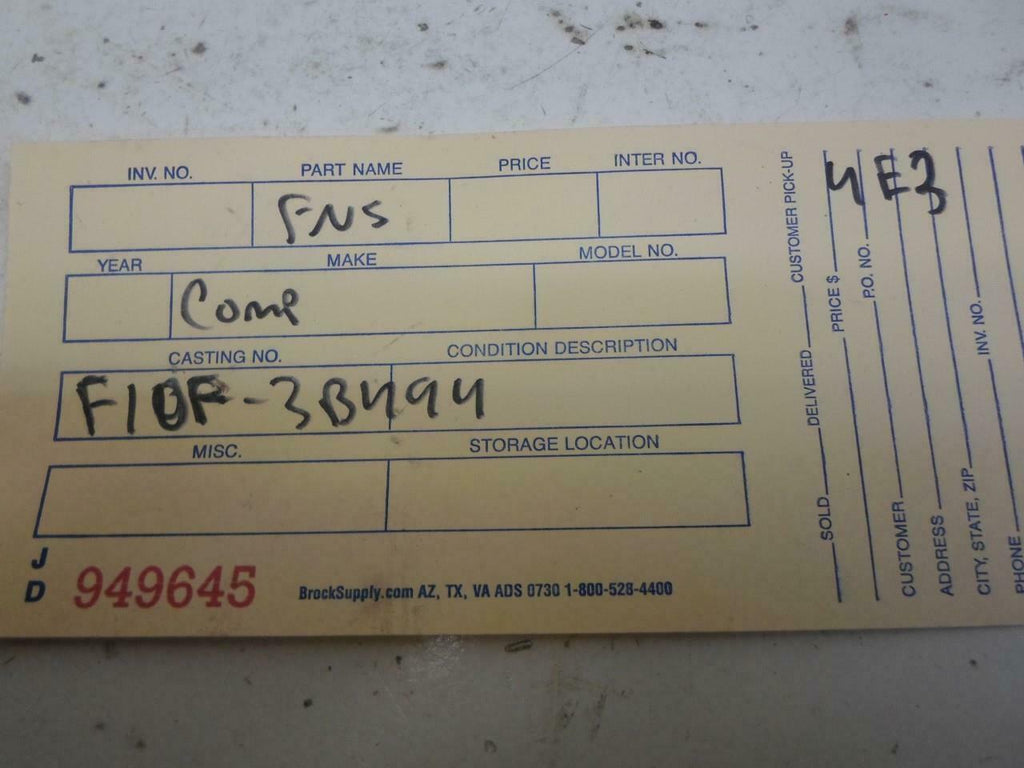 INV. NO. PART NAME PRICE INTER NO.
FNS
YEAR MAKE MODEL NO.
Come
CASTING NO. CONDITION DESCRIPTION
F10F-3B494
MISC. STORAGE LOCATION
J
D 949645 BrockSupply.com AZ, TX, VA ADS 0730 1-800-528-4400
SOLD DELIVERED CUSTOMER PICK-UP
PRICE $
P.O. NO.
4E3
CUSTOMER
ADDRESS
CITY, STATE, ZIP INV. NO.
PHONE